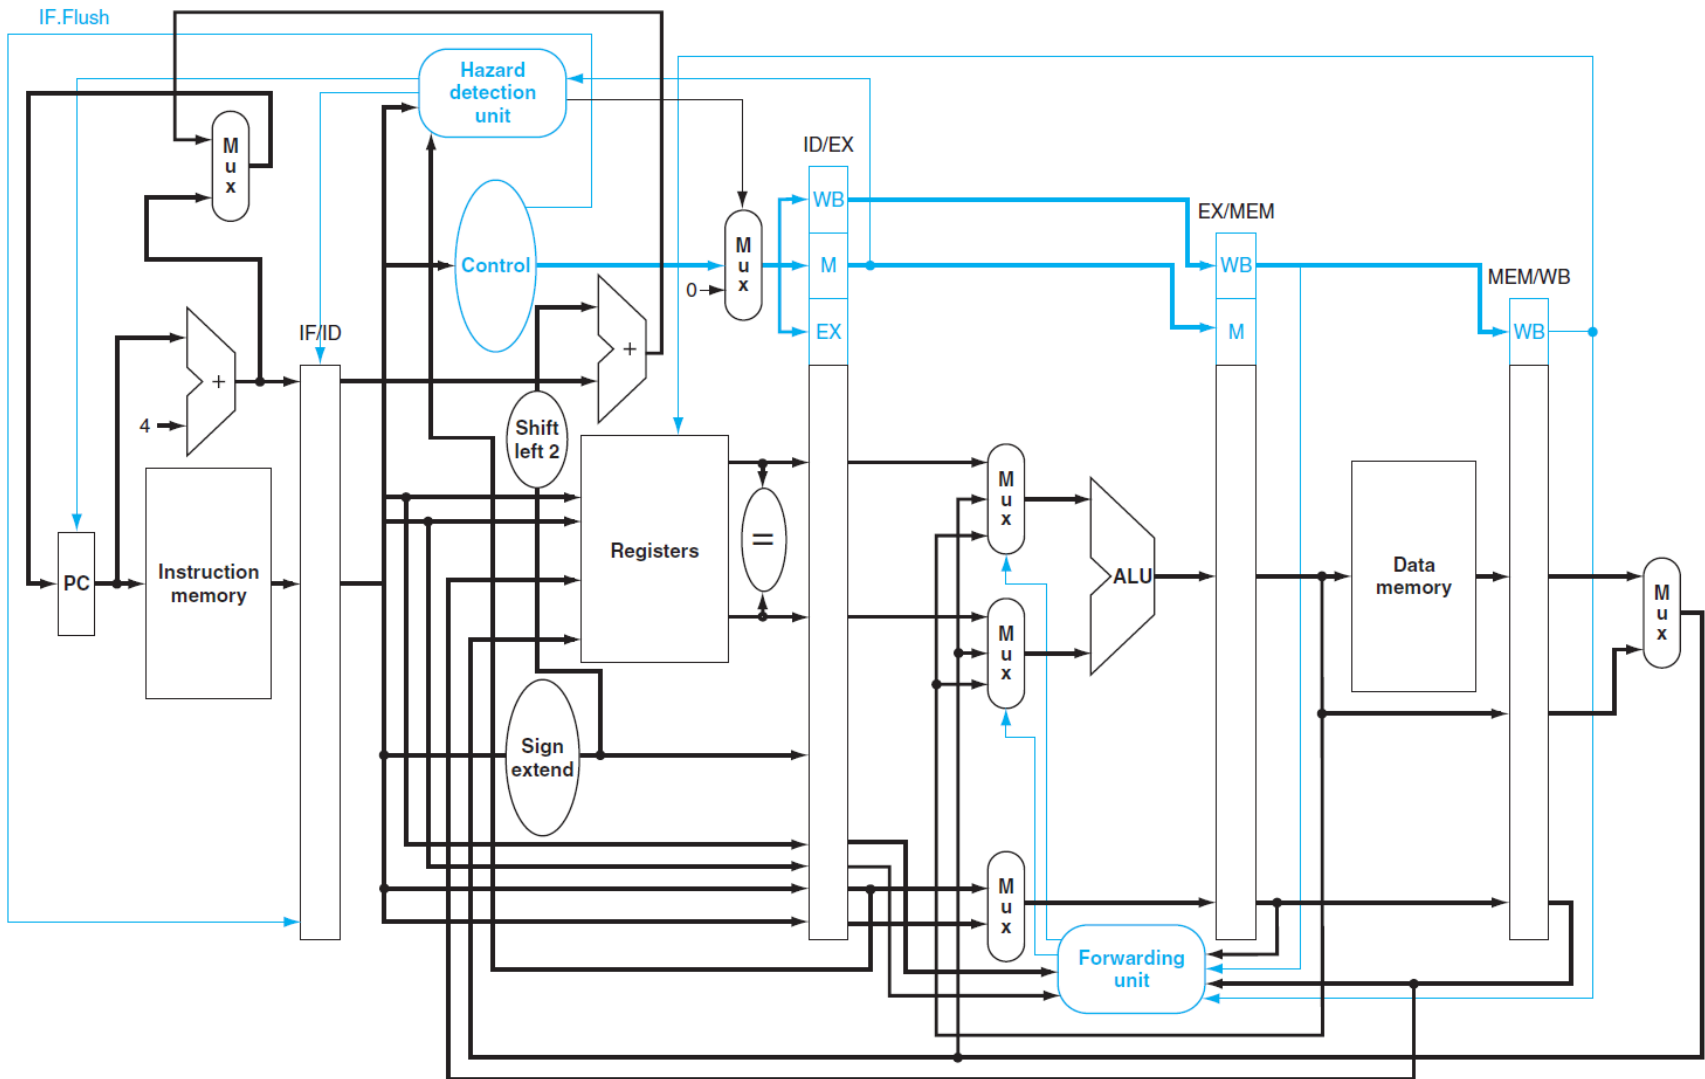 IF.Flush
Hazard
detection
unit
M
u
x
ID/EX
WB
EX/MEM
Control
M
u
x
M
WB
MEM/WB
0
IF/ID
EX
M
WB
+
+
4
Shift
left 2
M
u
x
Registers
=
PC
Instruction
memory
ALU
Data
memory
M
u
x
M
u
x
Sign
extend
M
u
x
Forwarding
unit